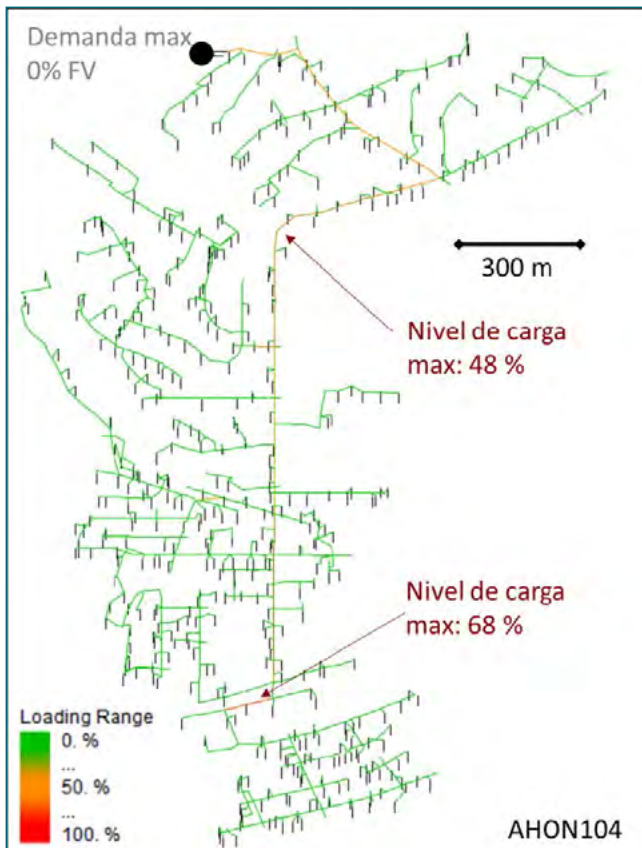 Demanda max
0% FV
300 m
Nivel de carga
max: 48 %
Nivel de carga
max: 68 %
Loading Range
0. %
...
50. %
...
100. %
AHON104